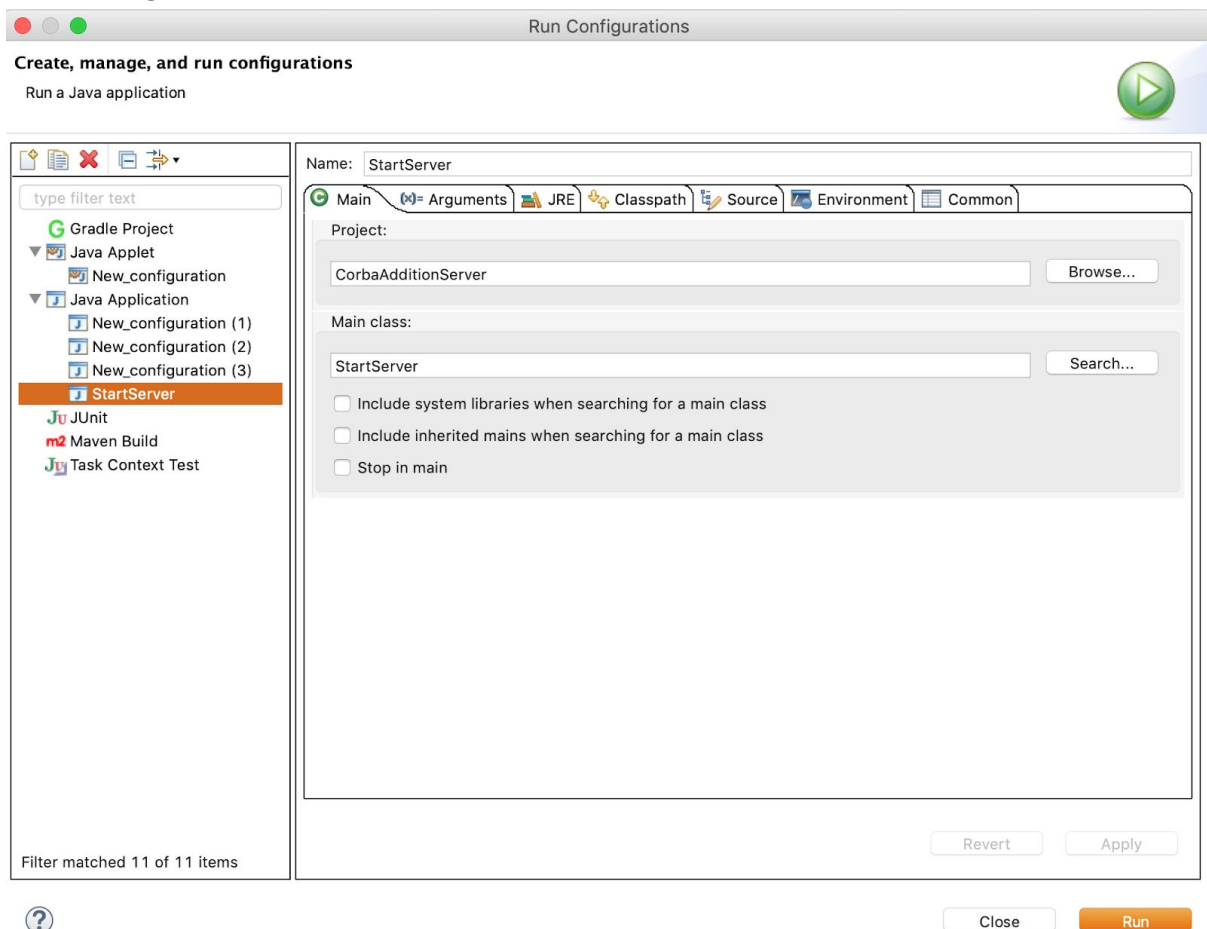 Run Configurations
Create, manage, and run configurations
Run a Java application
type filter text
G Gradle Project
Java Applet
New_configuration
Java Application
New_configuration (1)
New_configuration (2)
New_configuration (3)
StartServer
JU JUnit
m2 Maven Build
Ju Task Context Test
Filter matched 11 of 11 items
Name: StartServer
Main (x)= Arguments JRE Classpath Source Environment Common
Project:
CorbaAdditionServer Browse...
Main class:
StartServer Search...
Include system libraries when searching for a main class
Include inherited mains when searching for a main class
Stop in main
Revert Apply
? Close Run